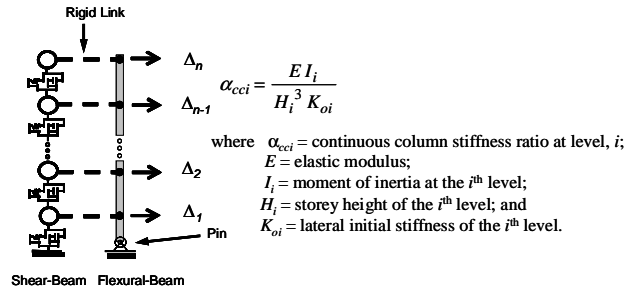 Rigid Link
Δn
Δn-1
Δ2
Δ1
Pin
Shear-Beam Flexural-Beam
αcci = E Ii / Hi³ Koi
where αcci = continuous column stiffness ratio at level, i;
E = elastic modulus;
Ii = moment of inertia at the iᵗʰ level;
Hi = storey height of the iᵗʰ level; and
Koi = lateral initial stiffness of the iᵗʰ level.